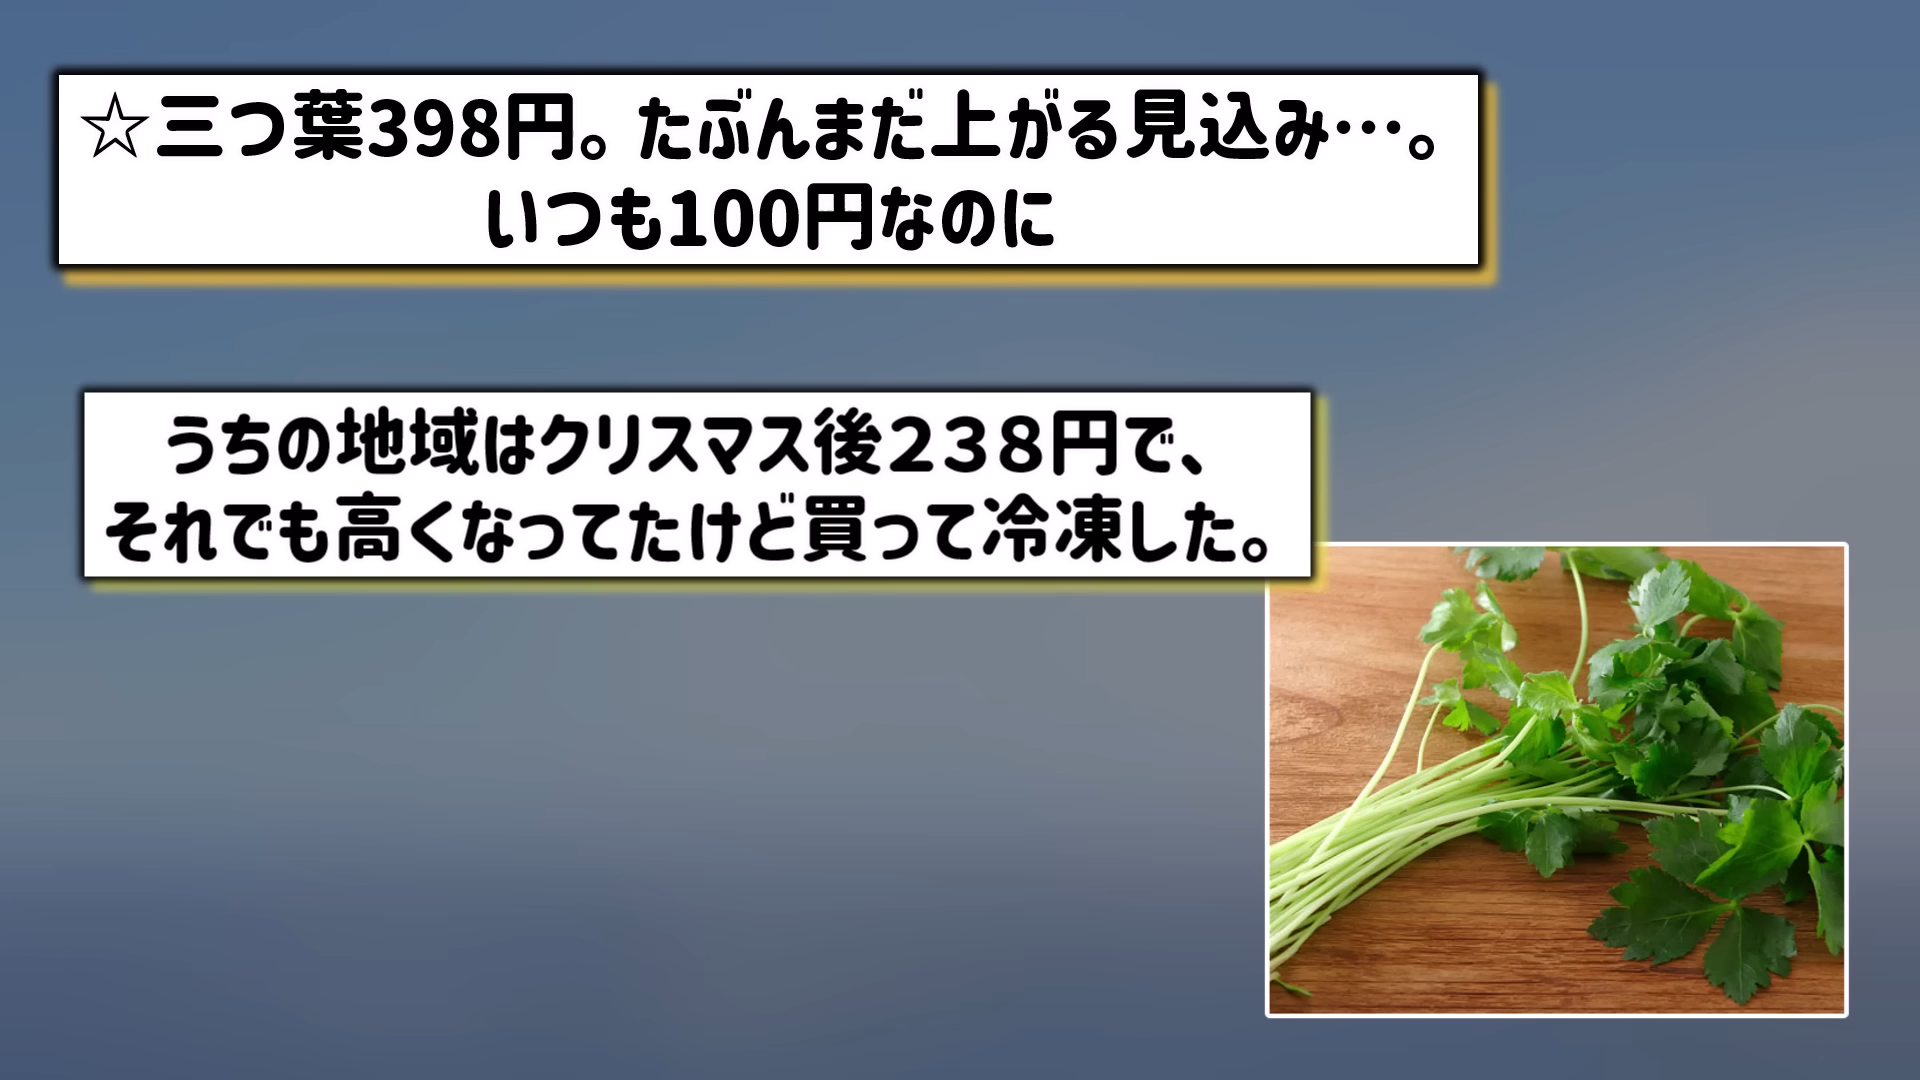 ☆三つ葉398円。たぶんまだ上がる見込み…。
いつも100円なのに
うちの地域はクリスマス後２３８円で、
それでも高くなってたけど買って冷凍した。